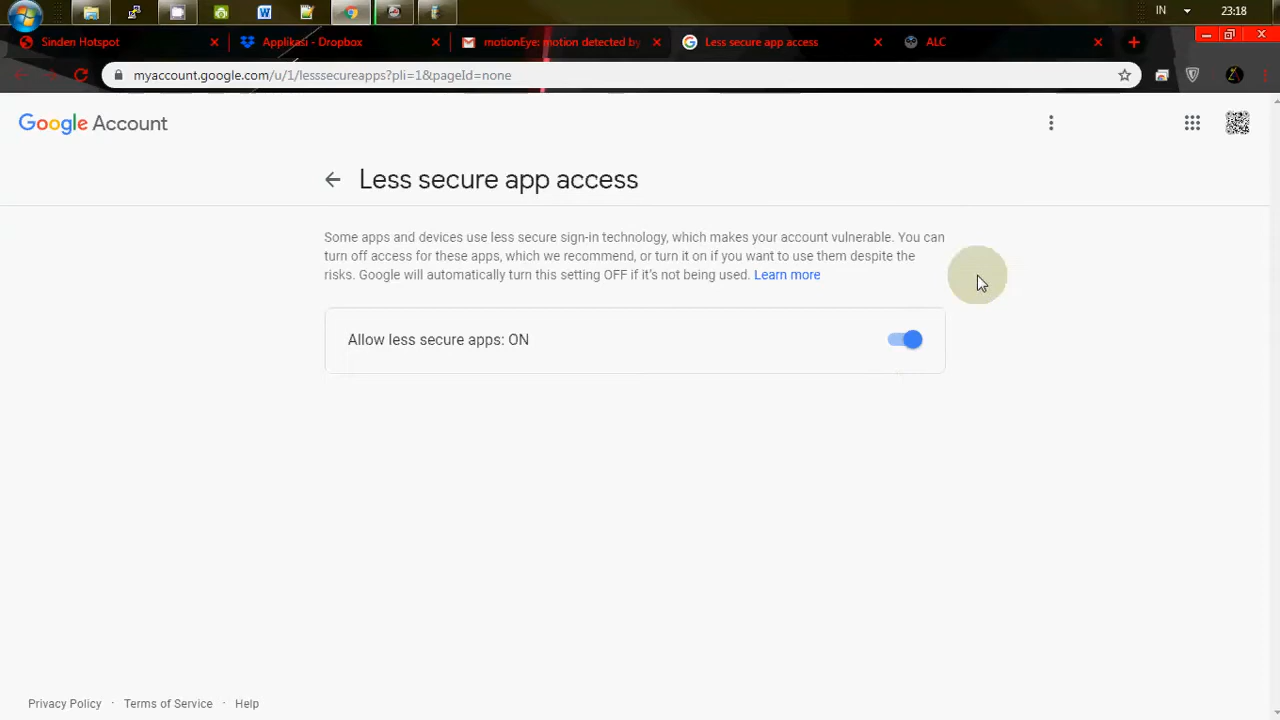 IN
23:18
Sinden Hotspot
Applikasi - Dropbox
motionEye: motion detected by
Less secure app access
ALC
myaccount.google.com/u/1/lesssecureapps?pli=1&pageId=none
Google Account
Less secure app access
Some apps and devices use less secure sign-in technology, which makes your account vulnerable. You can
turn off access for these apps, which we recommend, or turn it on if you want to use them despite the
risks. Google will automatically turn this setting OFF if it's not being used. Learn more
Allow less secure apps: ON
Privacy Policy · Terms of Service · Help